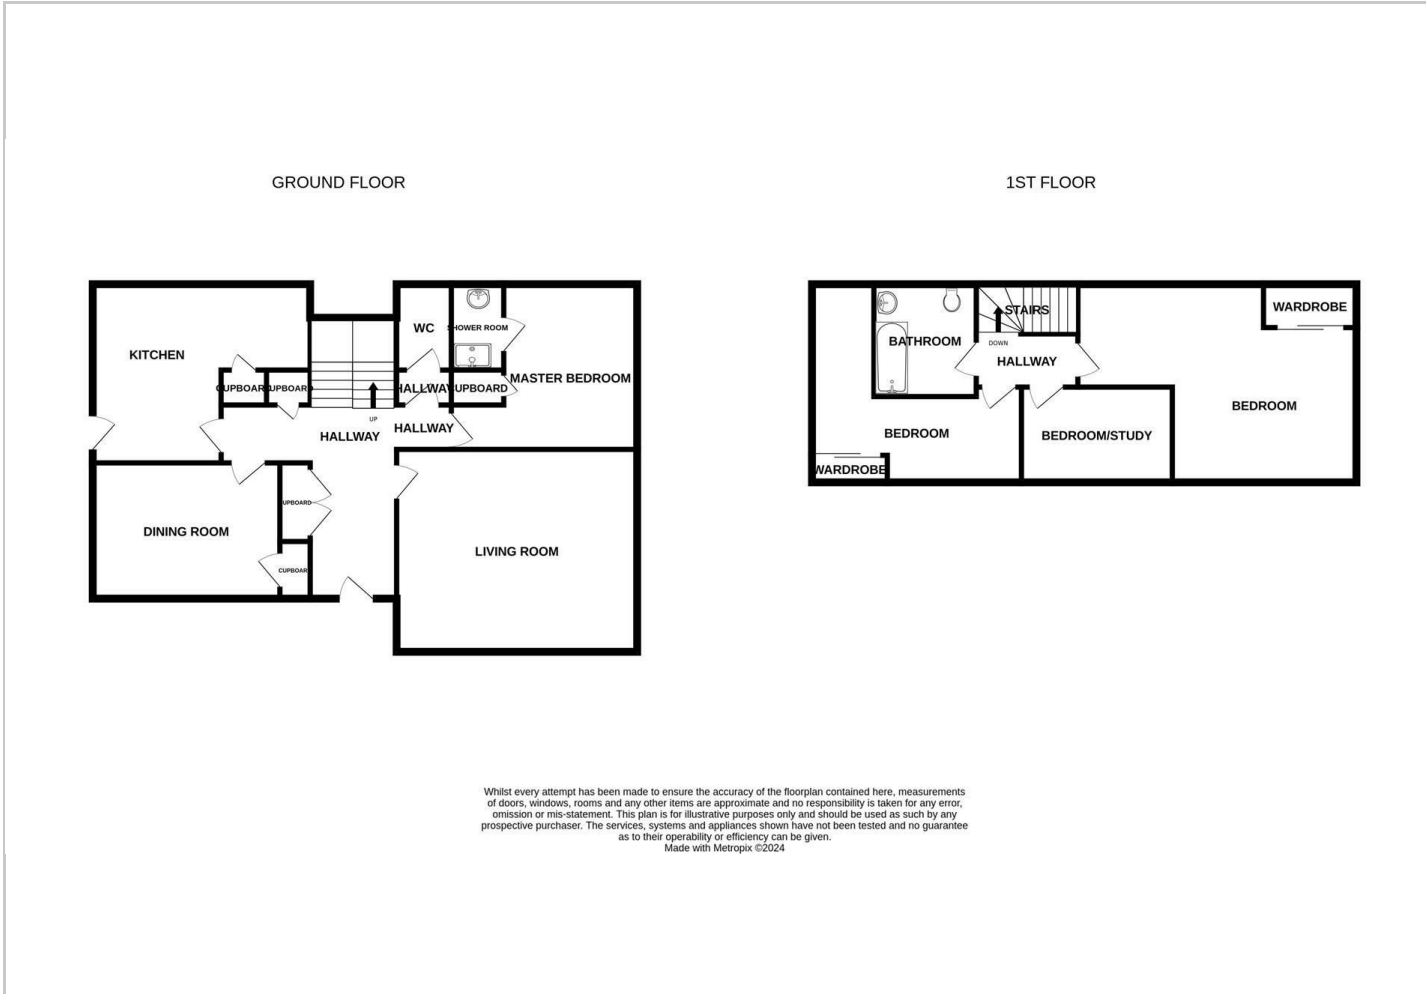 GROUND FLOOR
1ST FLOOR
KITCHEN
WC
SHOWER ROOM
MASTER BEDROOM
CUPBOARD
CUPBOARD
HALLWAY
CUPBOARD
UP
HALLWAY
HALLWAY
DINING ROOM
UPBOARD
CUPBOAR
LIVING ROOM
STAIRS
WARDROBE
BATHROOM
DOWN
HALLWAY
BEDROOM
BEDROOM/STUDY
BEDROOM
WARDROBE
Whilst every attempt has been made to ensure the accuracy of the floorplan contained here, measurements
of doors, windows, rooms and any other items are approximate and no responsibility is taken for any error,
omission or mis-statement. This plan is for illustrative purposes only and should be used as such by any
prospective purchaser. The services, systems and appliances shown have not been tested and no guarantee
as to their operability or efficiency can be given.
Made with Metropix ©2024